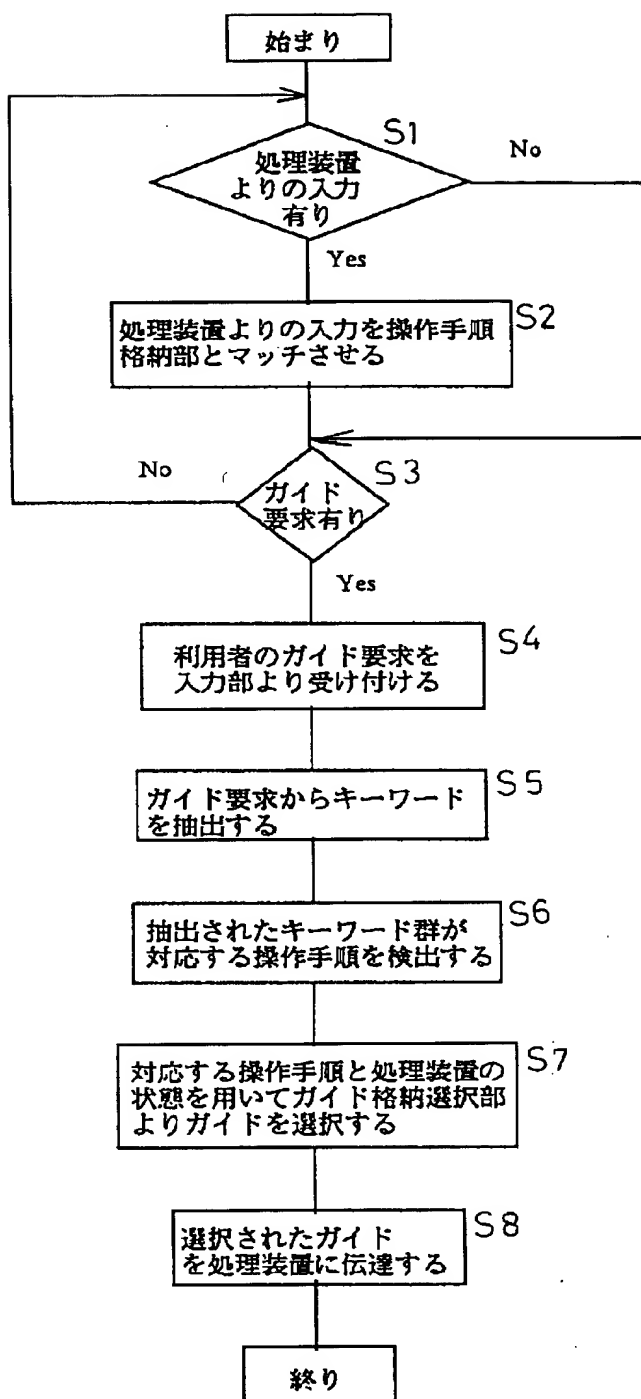 始まり
S1
処理装置
よりの入力
有り
No
Yes
S2
処理装置よりの入力を操作手順
格納部とマッチさせる
No
S3
ガイド
要求有り
Yes
S4
利用者のガイド要求を
入力部より受け付ける
S5
ガイド要求からキーワード
を抽出する
S6
抽出されたキーワード群が
対応する操作手順を検出する
S7
対応する操作手順と処理装置の
状態を用いてガイド格納選択部
よりガイドを選択する
S8
選択されたガイド
を処理装置に伝達する
終り